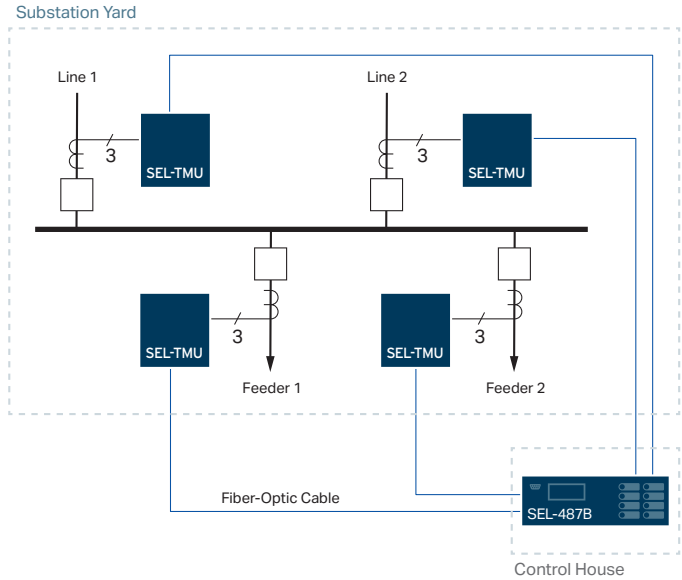 Substation Yard
Line 1
Line 2
3
SEL-TMU
3
SEL-TMU
SEL-TMU
3
SEL-TMU
3
Feeder 1
Feeder 2
Fiber-Optic Cable
SEL-487B
Control House